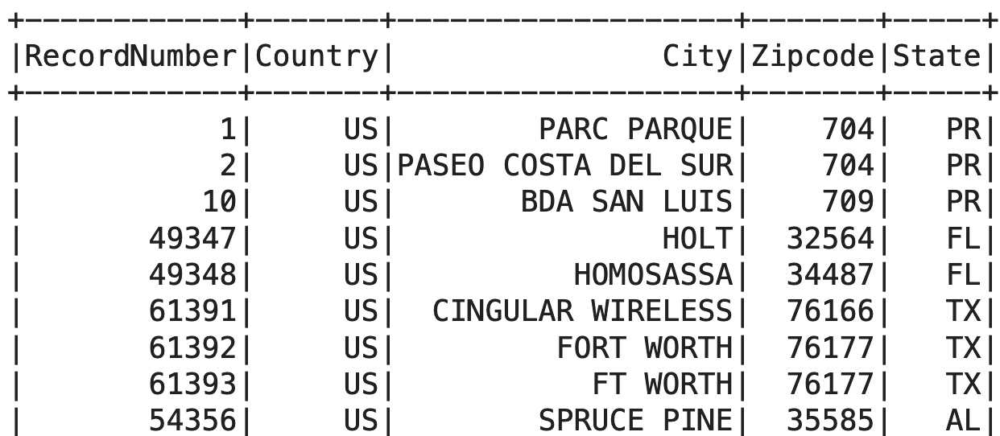 +------------+-------+-------------------+-------+-----+
|RecordNumber|Country|               City|Zipcode|State|
+------------+-------+-------------------+-------+-----+
|           1|     US|        PARC PARQUE|    704|   PR|
|           2|     US|PASEO COSTA DEL SUR|    704|   PR|
|          10|     US|       BDA SAN LUIS|    709|   PR|
|       49347|     US|               HOLT|  32564|   FL|
|       49348|     US|          HOMOSASSA|  34487|   FL|
|       61391|     US|  CINGULAR WIRELESS|  76166|   TX|
|       61392|     US|         FORT WORTH|  76177|   TX|
|       61393|     US|           FT WORTH|  76177|   TX|
|       54356|     US|        SPRUCE PINE|  35585|   AL|